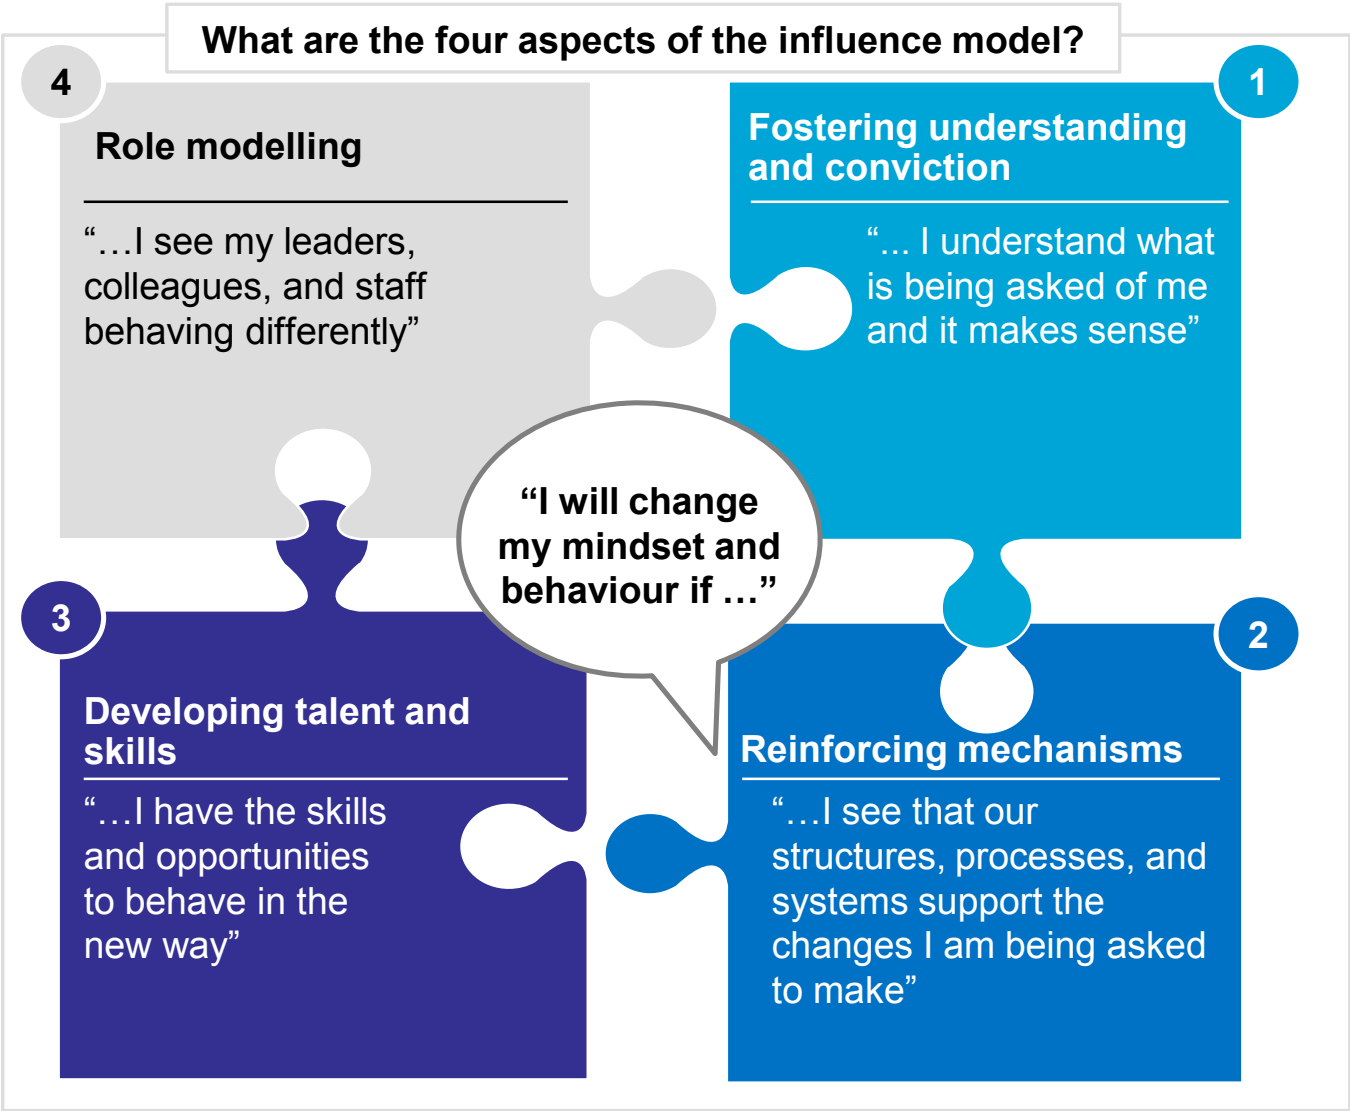 What are the four aspects of the influence model?
4
Role modelling
“…I see my leaders,
colleagues, and staff
behaving differently”
1
Fostering understanding
and conviction
“... I understand what
is being asked of me
and it makes sense”
“I will change
my mindset and
behaviour if …”
3
Developing talent and
skills
“…I have the skills
and opportunities
to behave in the
new way”
2
Reinforcing mechanisms
“…I see that our
structures, processes, and
systems support the
changes I am being asked
to make”